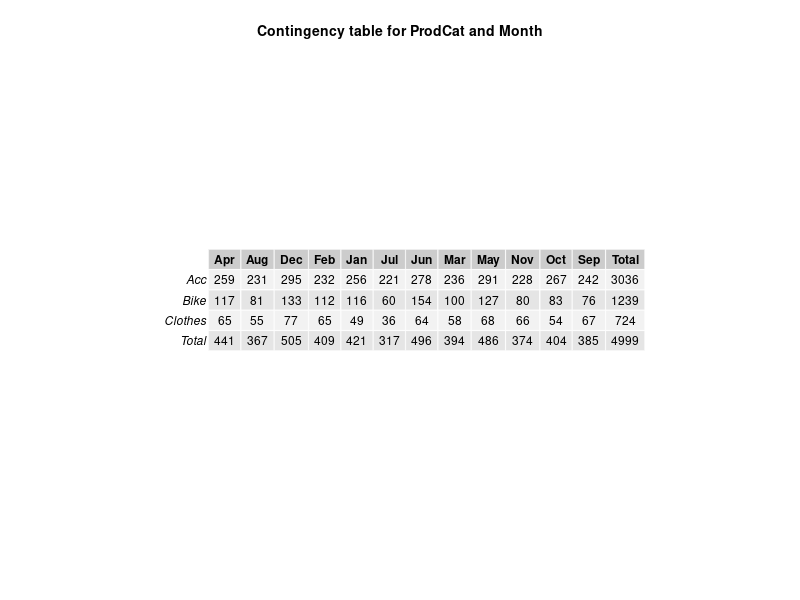 Contingency table for ProdCat and Month
Apr Aug Dec Feb Jan Jul Jun Mar May Nov Oct Sep Total
Acc 259 231 295 232 256 221 278 236 291 228 267 242 3036
Bike 117 81 133 112 116 60 154 100 127 80 83 76 1239
Clothes 65 55 77 65 49 36 64 58 68 66 54 67 724
Total 441 367 505 409 421 317 496 394 486 374 404 385 4999